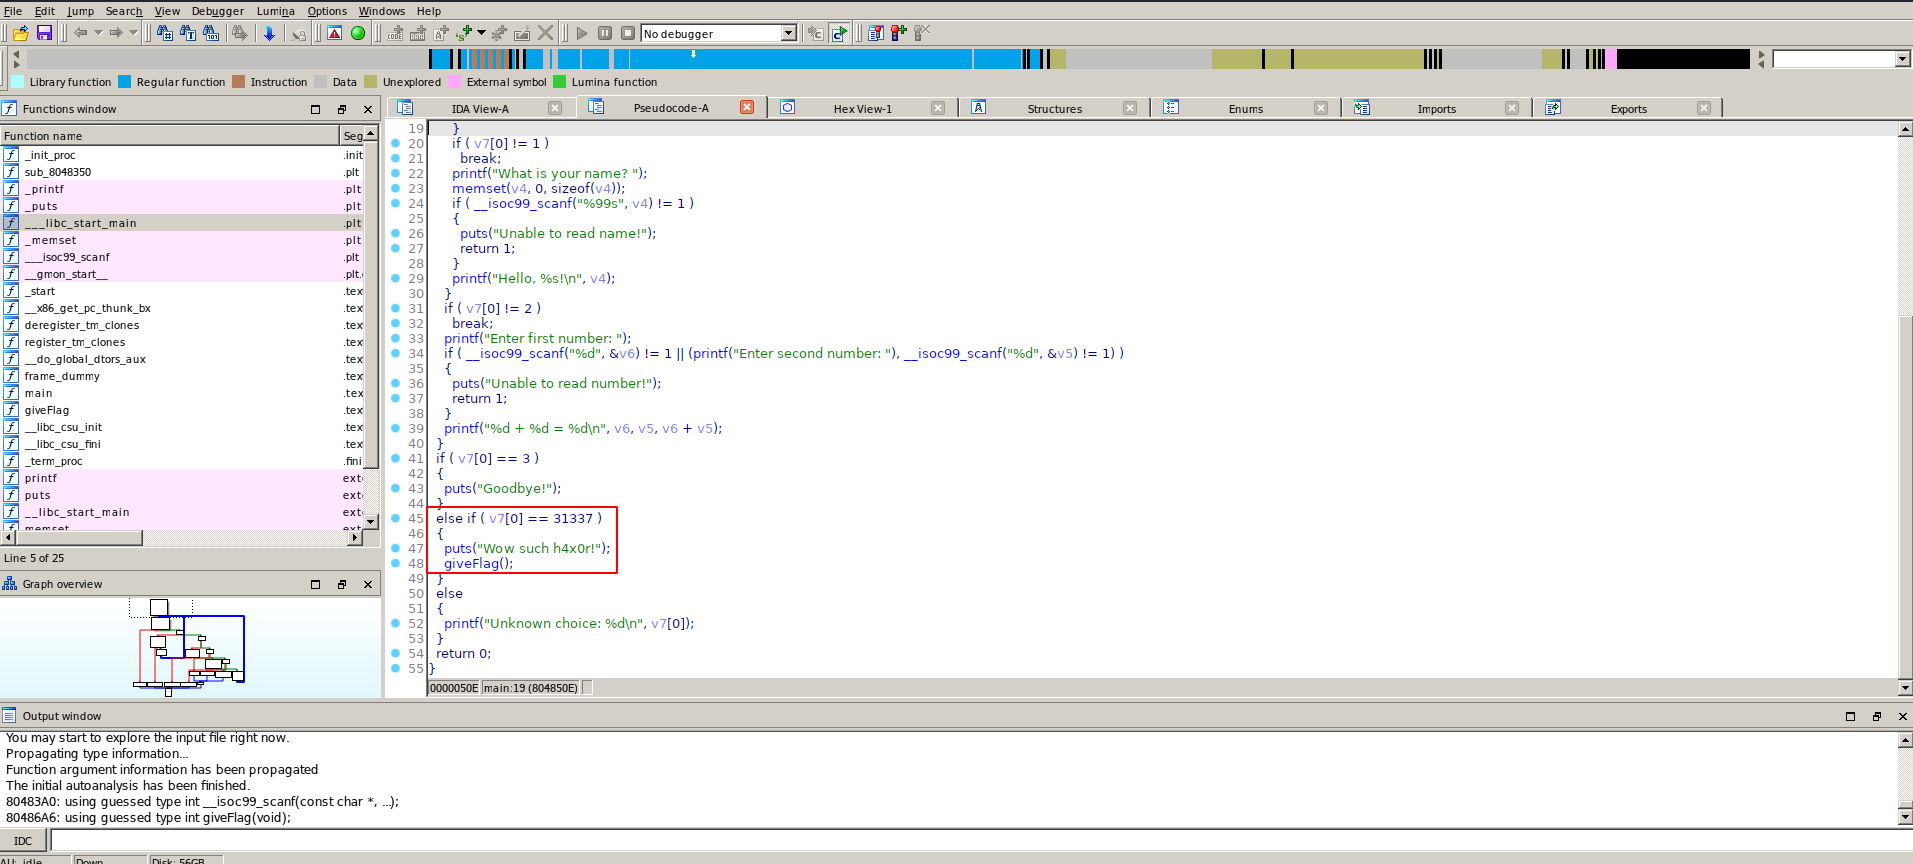 File Edit Jump Search View Debugger Lumina Options Windows Help
No debugger
Library function Regular function Instruction Data Unexplored External symbol Lumina function
Functions window
Function name Seg
_init_proc .init
sub_8048350 .plt
_printf .plt
_puts .plt
___libc_start_main .plt
_memset .plt
___isoc99_scanf .plt
__gmon_start__ .plt.
_start .tex
__x86_get_pc_thunk_bx .tex
deregister_tm_clones .tex
register_tm_clones .tex
__do_global_dtors_aux .tex
frame_dummy .tex
main .tex
giveFlag .tex
__libc_csu_init .tex
__libc_csu_fini .tex
_term_proc .fini
printf exte
puts exte
__libc_start_main exte
memset exte
Line 5 of 25
Graph overview
IDA View-A Pseudocode-A Hex View-1 Structures Enums Imports Exports
19 }
20 if ( v7[0] != 1 )
21 break;
22 printf("What is your name? ");
23 memset(v4, 0, sizeof(v4));
24 if ( __isoc99_scanf("%99s", v4) != 1 )
25 {
26 puts("Unable to read name!");
27 return 1;
28 }
29 printf("Hello, %s!\n", v4);
30 }
31 if ( v7[0] != 2 )
32 break;
33 printf("Enter first number: ");
34 if ( __isoc99_scanf("%d", &v6) != 1 || (printf("Enter second number: "), __isoc99_scanf("%d", &v5) != 1) )
35 {
36 puts("Unable to read number!");
37 return 1;
38 }
39 printf("%d + %d = %d\n", v6, v5, v6 + v5);
40 }
41 if ( v7[0] == 3 )
42 {
43 puts("Goodbye!");
44 }
45 else if ( v7[0] == 31337 )
46 {
47 puts("Wow such h4x0r!");
48 giveFlag();
49 }
50 else
51 {
52 printf("Unknown choice: %d\n", v7[0]);
53 }
54 return 0;
55 }
0000050E main:19 (804850E)
Output window
You may start to explore the input file right now.
Propagating type information...
Function argument information has been propagated
The initial autoanalysis has been finished.
80483A0: using guessed type int __isoc99_scanf(const char *, ...);
80486A6: using guessed type int giveFlag(void);
IDC
AU: idle Down Disk: 56GB